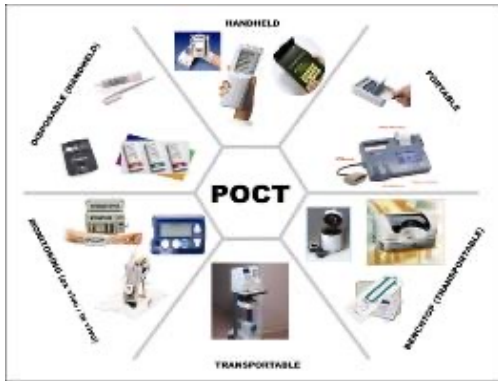 HANDHELD
DISPOSABLE (HANDHELD)
PORTABLE
POCT
MONITORING (ex vivo / in vivo)
BENCHTOP (TRANSPORTABLE)
TRANSPORTABLE